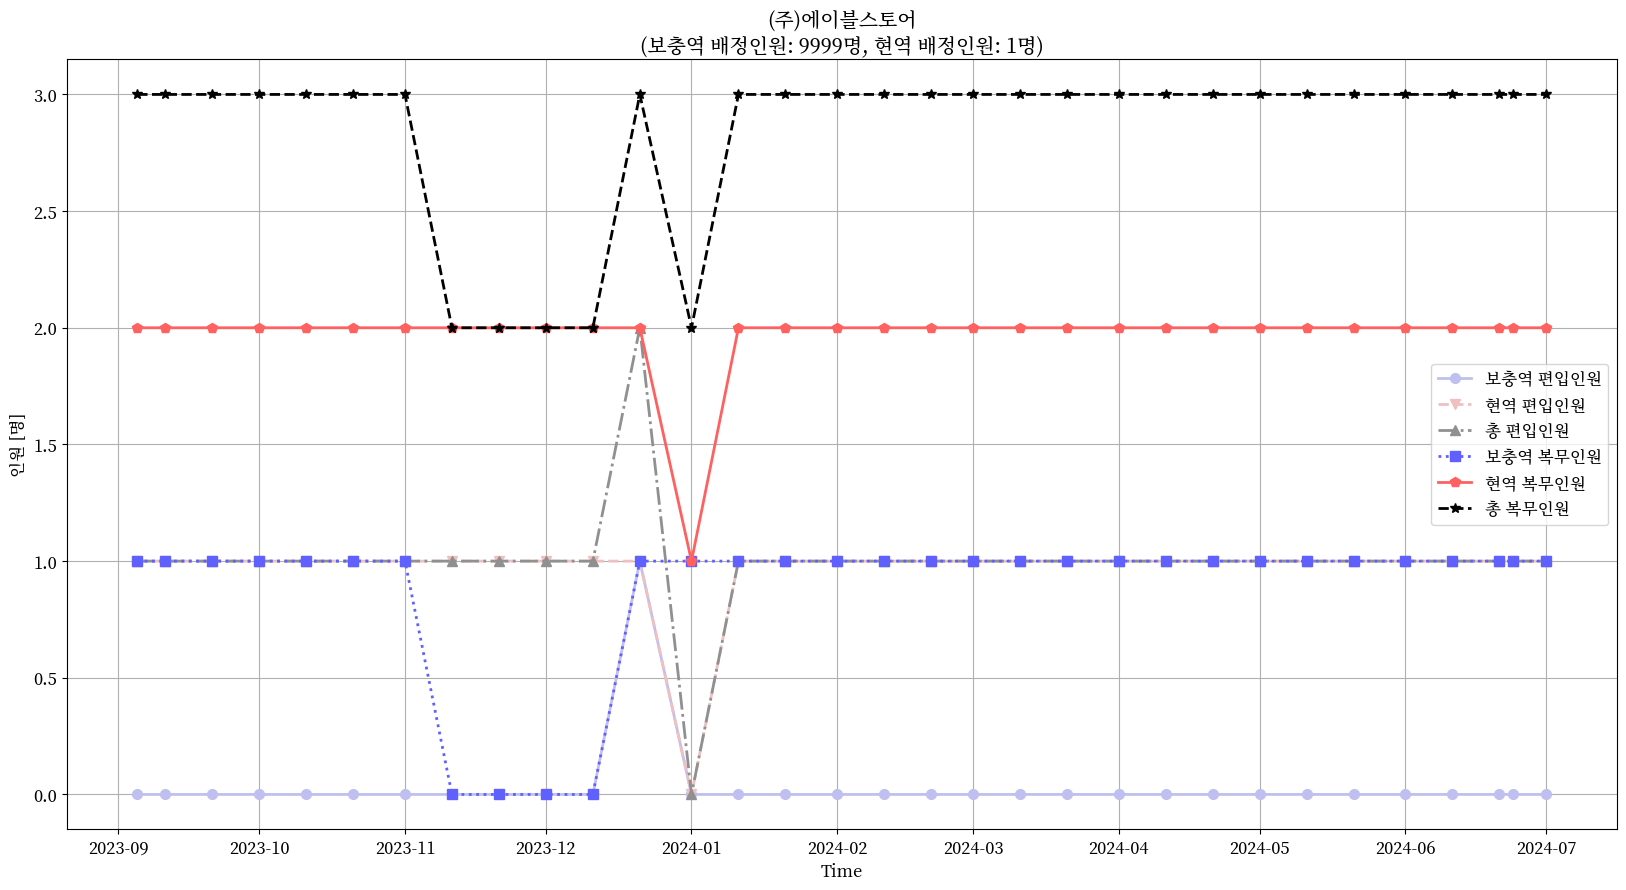 (주)에이블스토어
(보충역 배정인원: 9999명, 현역 배정인원: 1명)
3.0
2.5
2.0
1.5
1.0
0.5
0.0
인원 [명]
보충역 편입인원
현역 편입인원
총 편입인원
보충역 복무인원
현역 복무인원
총 복무인원
2023-09 2023-10 2023-11 2023-12 2024-01 2024-02 2024-03 2024-04 2024-05 2024-06 2024-07
Time